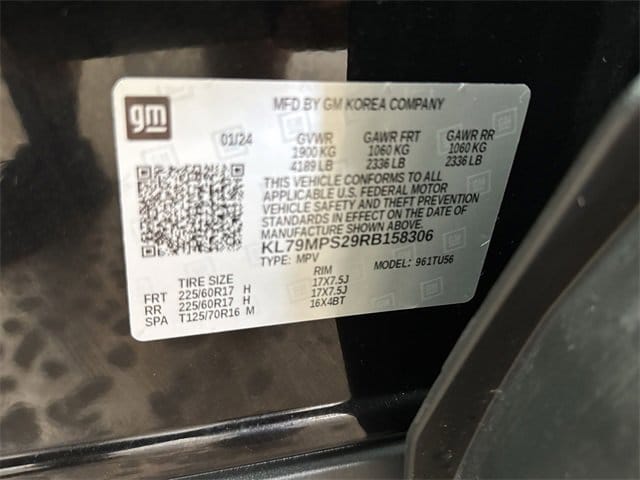 gm
MFD.BY GM KOREA COMPANY
01/24 GVWR GAWR FRT GAWR RR
1900 KG 1060 KG 1060 KG
4189 LB 2336 LB 2336 LB
THIS VEHICLE CONFORMS TO ALL
APPLICABLE U.S. FEDERAL MOTOR
VEHICLE SAFETY AND THEFT PREVENTION
STANDARDS IN EFFECT ON THE DATE OF
MANUFACTURE SHOWN ABOVE.
KL79MPS29RB158306
TYPE: MPV MODEL: 961TU56
TIRE SIZE RIM
FRT 225/60R17 H 17X7.5J
RR 225/60R17 H 17X7.5J
SPA T125/70R16 M 16X4BT